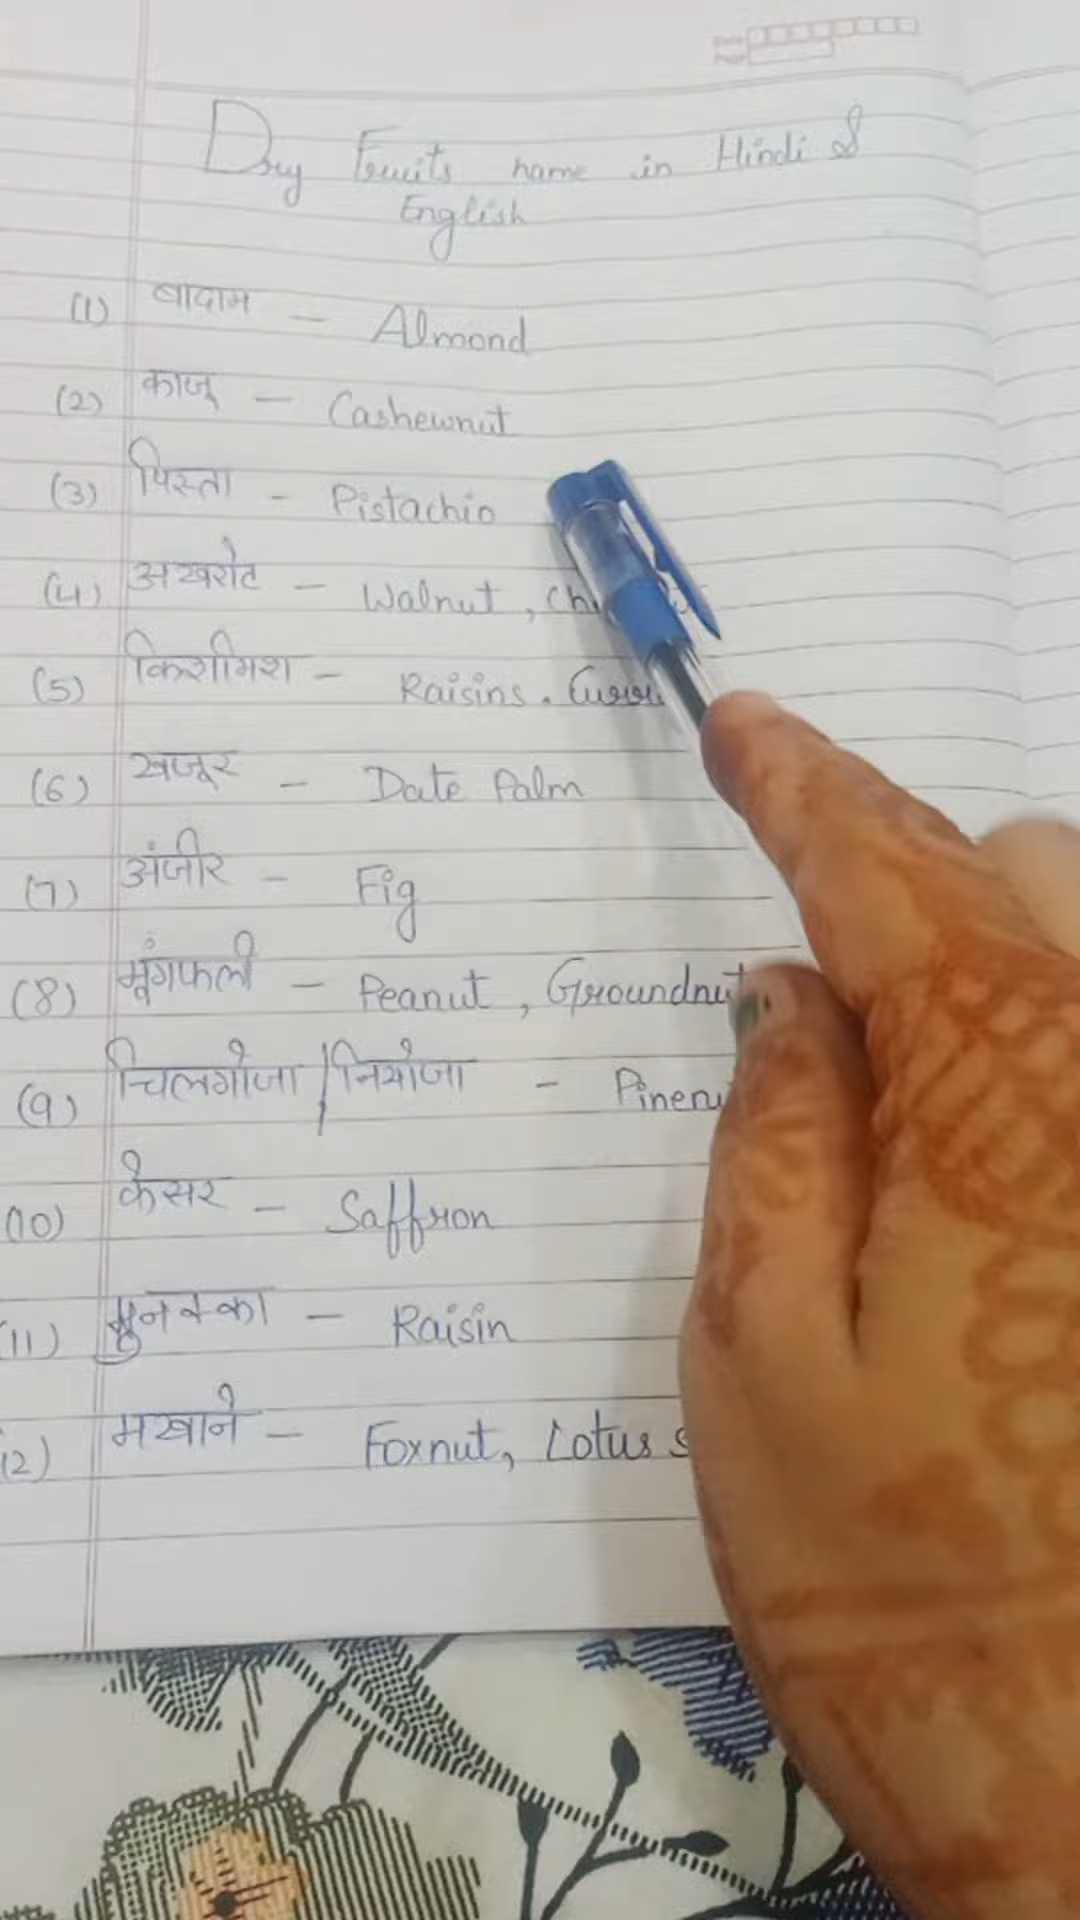 Date
Page
Dry Fruits name in Hindi &
English
(1) बादाम - Almond
(2) काजू - Cashewnut
(3) पिस्ता - Pistachio
(4) अखरोट - Walnut,
(5) किशमिश - Raisins.
(6) खजूर - Date Palm
(7) अंजीर - Fig
(8) मूंगफली - Peanut, Groundnut
(9) चिलगोजा / नियोजा -
(10) केसर - Saffron
(11) मुनक्का - Raisin
(12) मखाने - Foxnut, Lotus